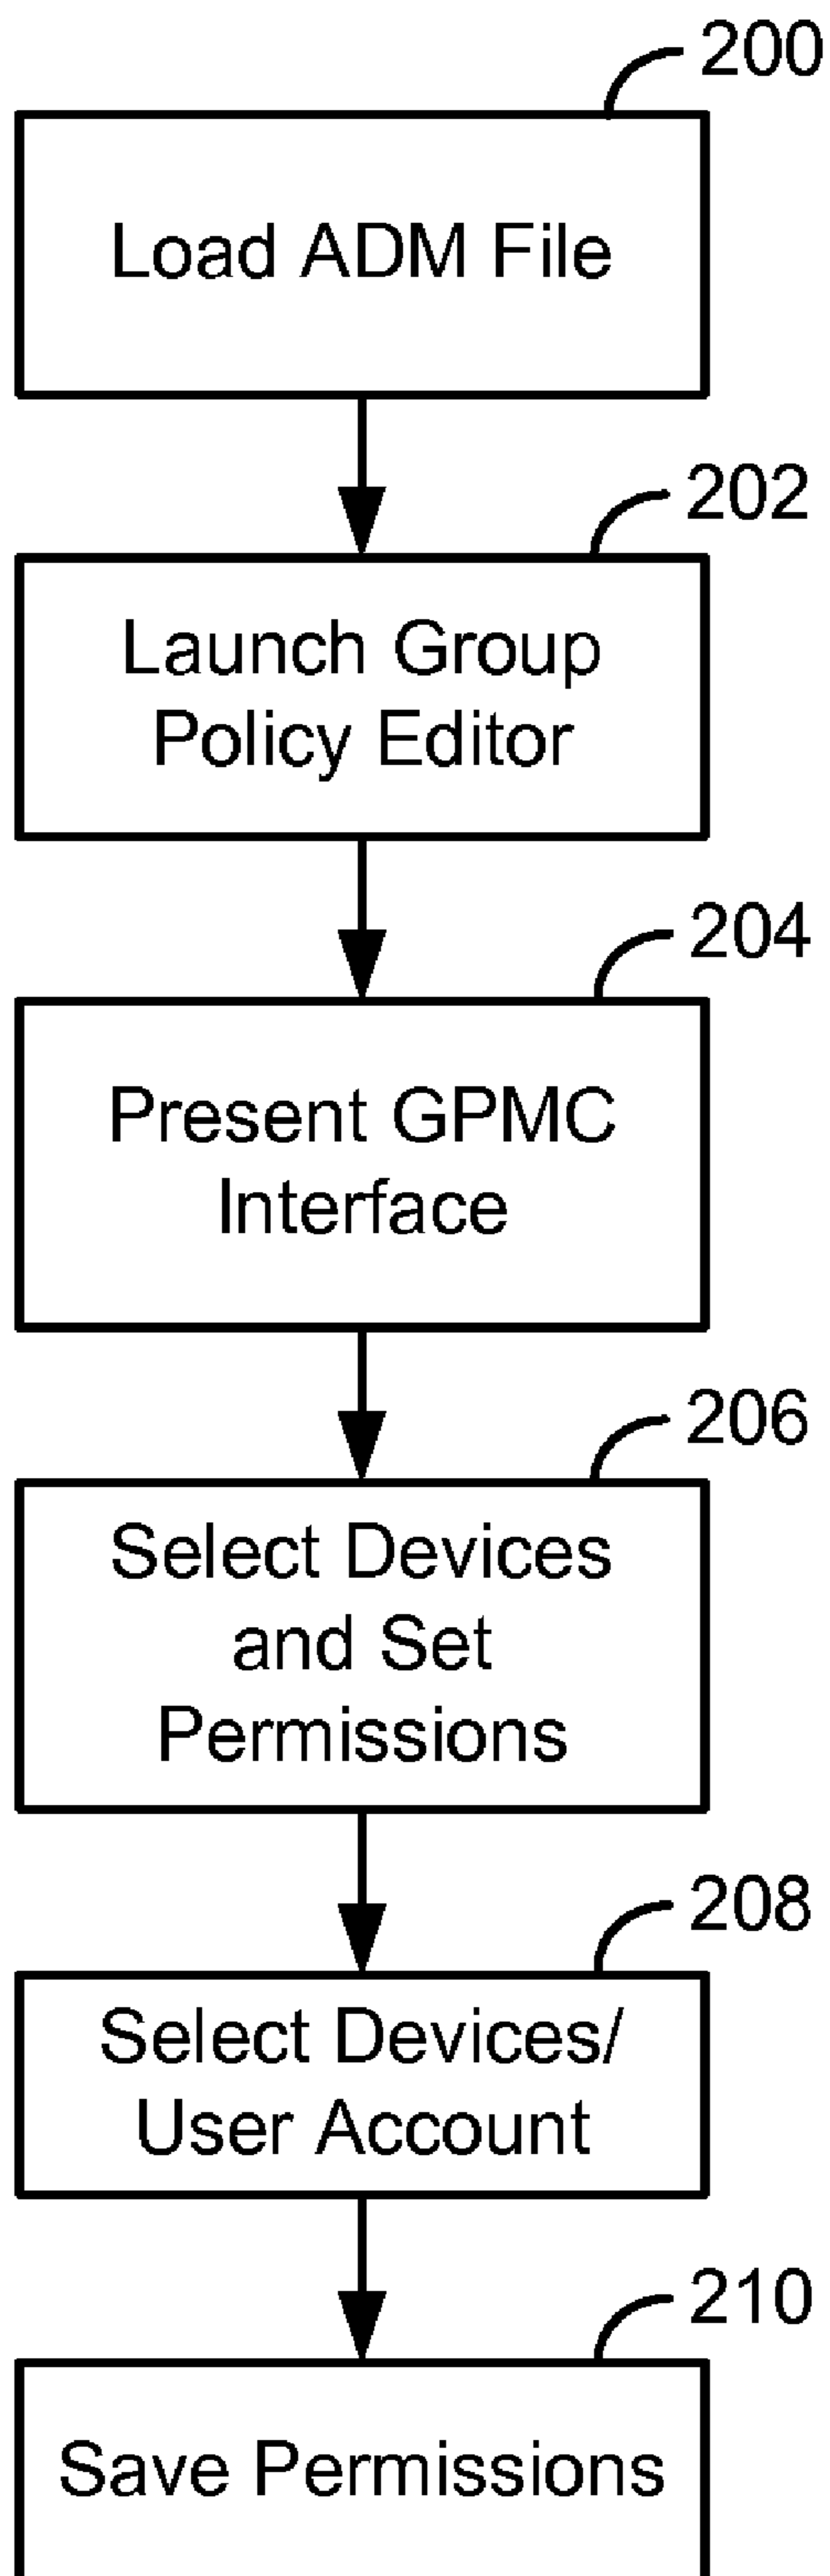 200
Load ADM File
202
Launch Group
Policy Editor
204
Present GPMC
Interface
206
Select Devices
and Set
Permissions
208
Select Devices/
User Account
210
Save Permissions